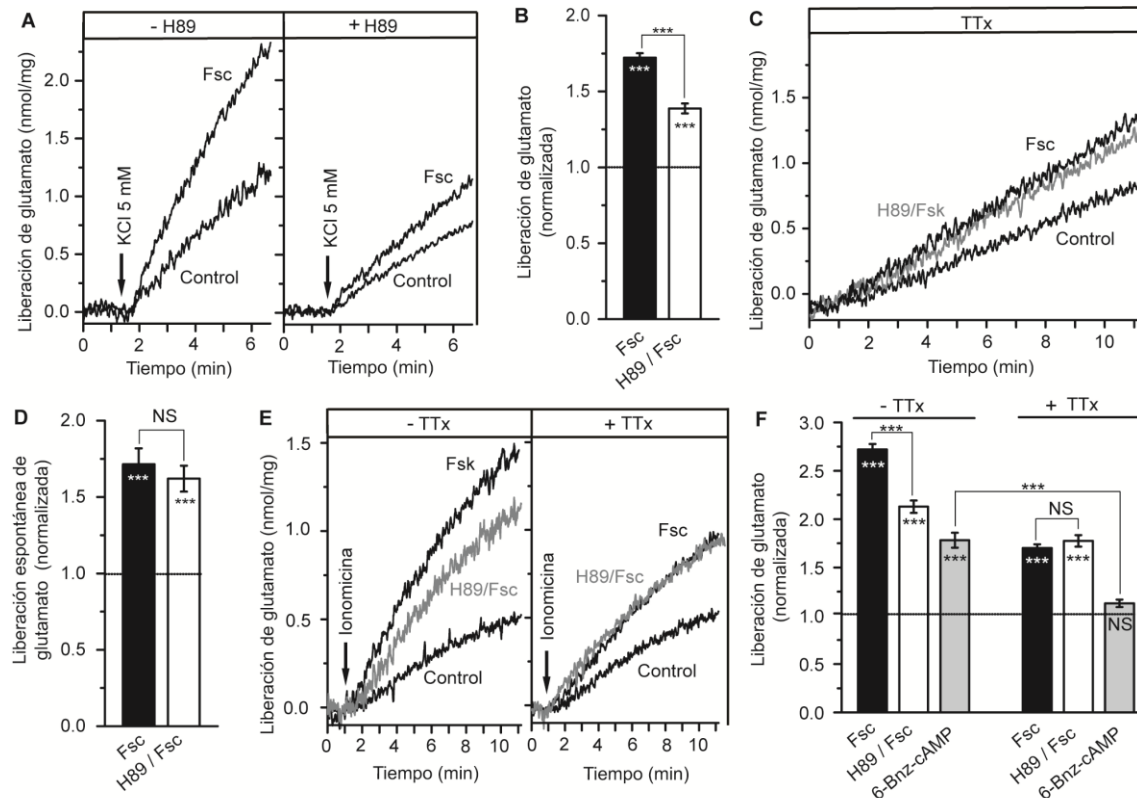 A
- H89
+ H89
Liberación de glutamato (nmol/mg)
2.0
1.5
1.0
0.5
0.0
Fsc
KCl 5 mM
Control
Fsc
KCl 5 mM
Control
0 2 4 6
0 2 4 6
Tiempo (min)
Tiempo (min)
B
***
Liberación de glutamato
(normalizada)
2.0
1.5
1.0
0.5
0.0
***
***
Fsc
H89 / Fsc
C
TTx
Liberación de glutamato (nmol/mg)
2.0
1.5
1.0
0.5
0.0
Fsc
H89/Fsk
Control
0 2 4 6 8 10
Tiempo (min)
D
NS
Liberación espontánea de
glutamato (normalizada)
2.0
1.5
1.0
0.5
0.0
***
***
Fsc
H89 / Fsc
E
- TTx
+ TTx
Liberación de glutamato (nmol/mg)
1.5
1.0
0.5
0.0
Fsk
H89/Fsc
Ionomicina
Control
Fsc
H89/Fsc
Ionomicina
Control
0 2 4 6 8 10
0 2 4 6 8 10
Tiempo (min)
Tiempo (min)
F
- TTx
+ TTx
Liberación de glutamato
(normalizada)
3.0
2.5
2.0
1.5
1.0
0.5
0.0
***
***
NS
***
***
***
***
***
NS
Fsc
H89 / Fsc
6-Bnz-cAMP
Fsc
H89 / Fsc
6-Bnz-cAMP